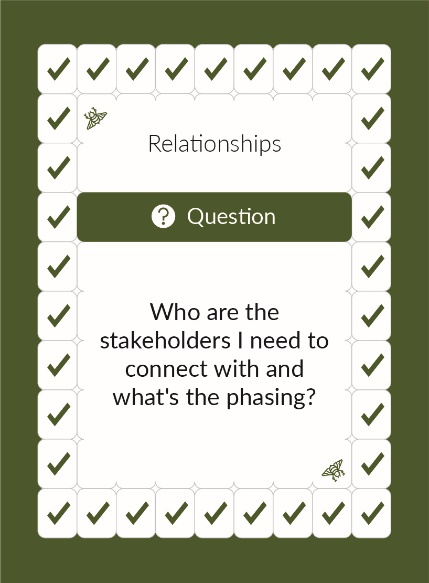 Relationships
? Question
Who are the
stakeholders I need to
connect with and
what's the phasing?